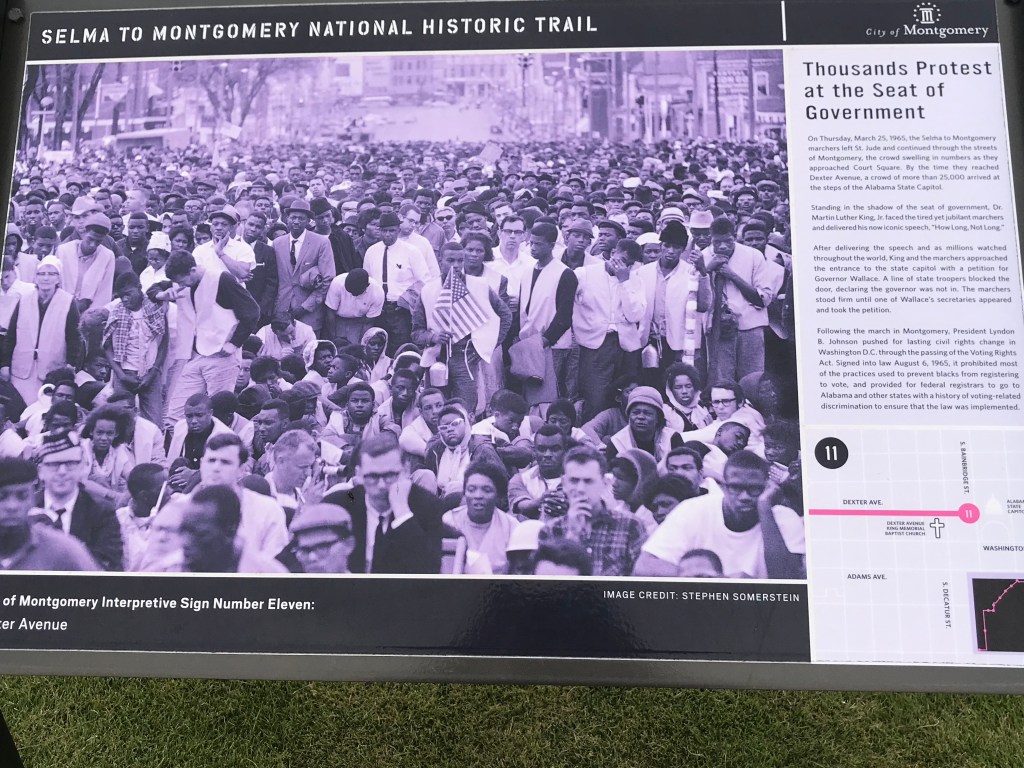 SELMA TO MONTGOMERY NATIONAL HISTORIC TRAIL
City of Montgomery
Thousands Protest
at the Seat of
Government
On Thursday, March 25, 1965, the Selma to Montgomery
marchers left St. Jude and continued through the streets
of Montgomery, the crowd swelling in numbers as they
approached Court Square. By the time they reached
Dexter Avenue, a crowd of more than 25,000 arrived at
the steps of the Alabama State Capitol.
Standing in the shadow of the seat of government, Dr.
Martin Luther King, Jr. faced the tired yet jubilant marchers
and delivered his now iconic speech, "How Long, Not Long."
After delivering the speech and as millions watched
throughout the world, King and the marchers approached
the entrance to the state capitol with a petition for
Governor Wallace. A line of state troopers blocked the
door, declaring the governor was not in. The marchers
stood firm until one of Wallace's secretaries appeared
and took the petition.
Following the march in Montgomery, President Lyndon
B. Johnson pushed for lasting civil rights change in
Washington D.C. through the passing of the Voting Rights
Act. Signed into law August 6, 1965, it prohibited most
of the practices used to prevent blacks from registering
to vote, and provided for federal registrars to go to
Alabama and other states with a history of voting-related
discrimination to ensure that the law was implemented.
11
S. BAINBRIDGE ST.
DEXTER AVE.
11
ALABA
STATE
CAPITO
DEXTER AVENUE
KING MEMORIAL
BAPTIST CHURCH
WASHINGTO
ADAMS AVE.
S. DECATUR ST.
IMAGE CREDIT: STEPHEN SOMERSTEIN
of Montgomery Interpretive Sign Number Eleven:
ter Avenue